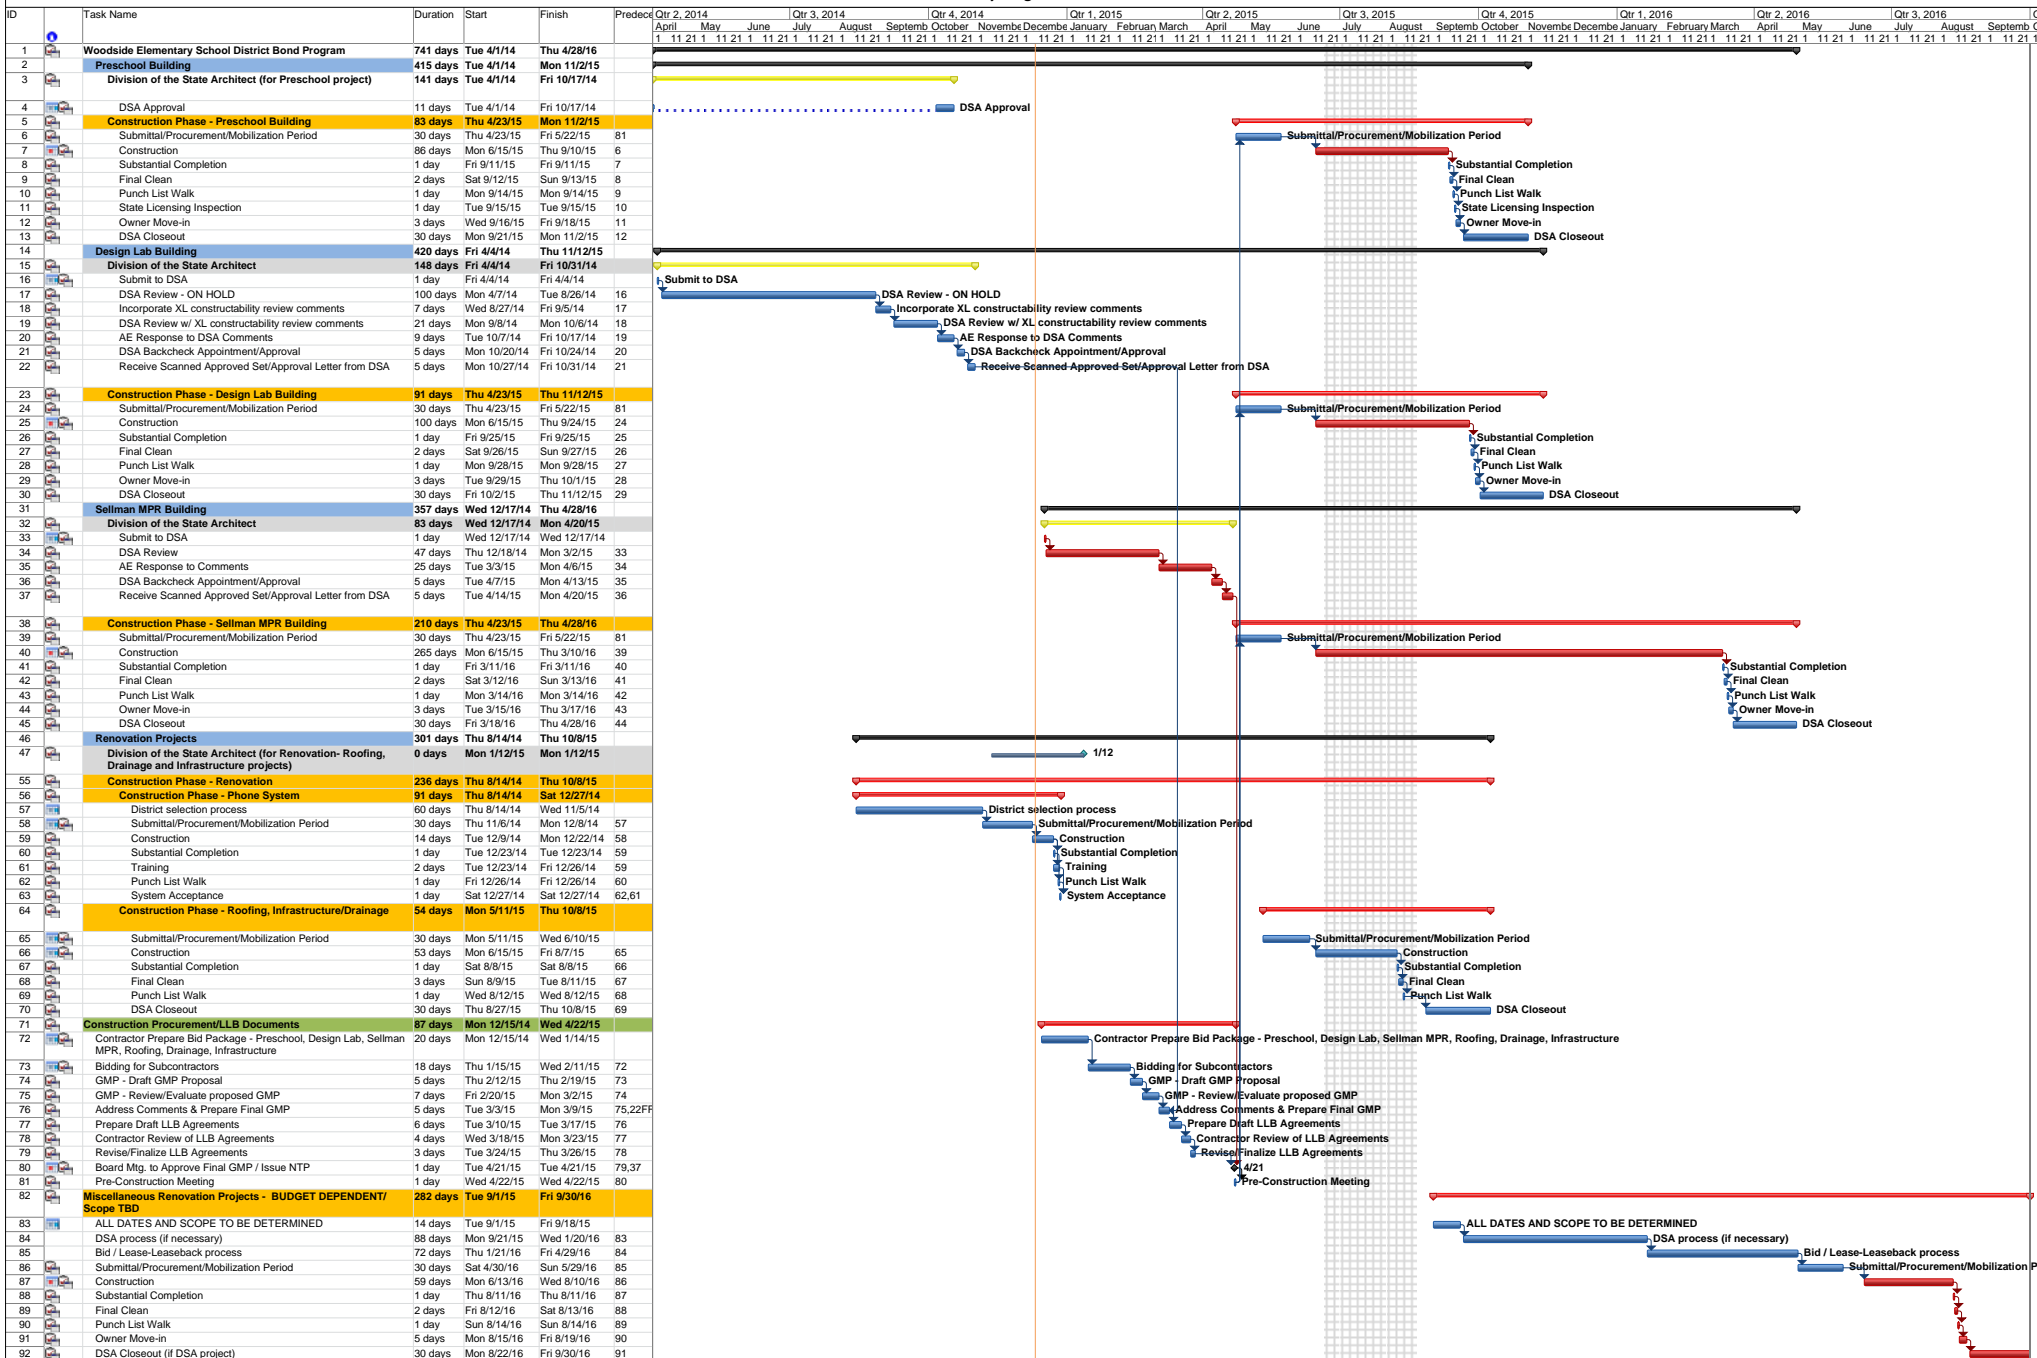 ID Task Name Duration Start Finish Predece Qtr 2, 2014 Qtr 3, 2014 Qtr 4, 2014 Qtr 1, 2015 Qtr 2, 2015 Qtr 3, 2015 Qtr 4, 2015 Qtr 1, 2016 Qtr 2, 2016 Qtr 3, 2016
April May June July August Septemb October Novembe Decembe January Februan March April May June July August Septemb October Novembe Decembe January February March April May June July August Septemb
1 Woodside Elementary School District Bond Program 741 days Tue 4/1/14 Thu 4/28/16
2 Preschool Building 415 days Tue 4/1/14 Mon 11/2/15
3 Division of the State Architect (for Preschool project) 141 days Tue 4/1/14 Fri 10/17/14
4 DSA Approval 11 days Tue 4/1/14 Fri 10/17/14 DSA Approval
5 Construction Phase - Preschool Building 83 days Thu 4/23/15 Mon 11/2/15
6 Submittal/Procurement/Mobilization Period 30 days Thu 4/23/15 Fri 5/22/15 81 Submittal/Procurement/Mobilization Period
7 Construction 86 days Mon 6/15/15 Thu 9/10/15 6
8 Substantial Completion 1 day Fri 9/11/15 Fri 9/11/15 7 Substantial Completion
9 Final Clean 2 days Sat 9/12/15 Sun 9/13/15 8 Final Clean
10 Punch List Walk 1 day Mon 9/14/15 Mon 9/14/15 9 Punch List Walk
11 State Licensing Inspection 1 day Tue 9/15/15 Tue 9/15/15 10 State Licensing Inspection
12 Owner Move-in 3 days Wed 9/16/15 Fri 9/18/15 11 Owner Move-in
13 DSA Closeout 30 days Mon 9/21/15 Mon 11/2/15 12 DSA Closeout
14 Design Lab Building 420 days Fri 4/4/14 Thu 11/12/15
15 Division of the State Architect 148 days Fri 4/4/14 Fri 10/31/14
16 Submit to DSA 1 day Fri 4/4/14 Fri 4/4/14 Submit to DSA
17 DSA Review - ON HOLD 100 days Mon 4/7/14 Tue 8/26/14 16 DSA Review - ON HOLD
18 Incorporate XL constructability review comments 7 days Wed 8/27/14 Fri 9/5/14 17 Incorporate XL constructability review comments
19 DSA Review w/ XL constructability review comments 21 days Mon 9/8/14 Mon 10/6/14 18 DSA Review w/ XL constructability review comments
20 AE Response to DSA Comments 9 days Tue 10/7/14 Fri 10/17/14 19 AE Response to DSA Comments
21 DSA Backcheck Appointment/Approval 5 days Mon 10/20/14 Fri 10/24/14 20 DSA Backcheck Appointment/Approval
22 Receive Scanned Approved Set/Approval Letter from DSA 5 days Mon 10/27/14 Fri 10/31/14 21 Receive Scanned Approved Set/Approval Letter from DSA
23 Construction Phase - Design Lab Building 91 days Thu 4/23/15 Thu 11/12/15
24 Submittal/Procurement/Mobilization Period 30 days Thu 4/23/15 Fri 5/22/15 81 Submittal/Procurement/Mobilization Period
25 Construction 100 days Mon 6/15/15 Thu 9/24/15 24
26 Substantial Completion 1 day Fri 9/25/15 Fri 9/25/15 25 Substantial Completion
27 Final Clean 2 days Sat 9/26/15 Sun 9/27/15 26 Final Clean
28 Punch List Walk 1 day Mon 9/28/15 Mon 9/28/15 27 Punch List Walk
29 Owner Move-in 3 days Tue 9/29/15 Thu 10/1/15 28 Owner Move-in
30 DSA Closeout 30 days Fri 10/2/15 Thu 11/12/15 29 DSA Closeout
31 Sellman MPR Building 357 days Wed 12/17/14 Thu 4/28/16
32 Division of the State Architect 83 days Wed 12/17/14 Mon 4/20/15
33 Submit to DSA 1 day Wed 12/17/14 Wed 12/17/14
34 DSA Review 47 days Thu 12/18/14 Mon 3/2/15 33
35 AE Response to Comments 25 days Tue 3/3/15 Mon 4/6/15 34
36 DSA Backcheck Appointment/Approval 5 days Tue 4/7/15 Mon 4/13/15 35
37 Receive Scanned Approved Set/Approval Letter from DSA 5 days Tue 4/14/15 Mon 4/20/15 36
38 Construction Phase - Sellman MPR Building 210 days Thu 4/23/15 Thu 4/28/16
39 Submittal/Procurement/Mobilization Period 30 days Thu 4/23/15 Fri 5/22/15 81 Submittal/Procurement/Mobilization Period
40 Construction 265 days Mon 6/15/15 Thu 3/10/16 39
41 Substantial Completion 1 day Fri 3/11/16 Fri 3/11/16 40 Substantial Completion
42 Final Clean 2 days Sat 3/12/16 Sun 3/13/16 41 Final Clean
43 Punch List Walk 1 day Mon 3/14/16 Mon 3/14/16 42 Punch List Walk
44 Owner Move-in 3 days Tue 3/15/16 Thu 3/17/16 43 Owner Move-in
45 DSA Closeout 30 days Fri 3/18/16 Thu 4/28/16 44 DSA Closeout
46 Renovation Projects 301 days Thu 8/14/14 Thu 10/8/15
47 Division of the State Architect (for Renovation- Roofing, 0 days Mon 1/12/15 Mon 1/12/15 1/12
Drainage and Infrastructure projects)
55 Construction Phase - Renovation 236 days Thu 8/14/14 Thu 10/8/15
56 Construction Phase - Phone System 91 days Thu 8/14/14 Sat 12/27/14
57 District selection process 60 days Thu 8/14/14 Wed 11/5/14 District selection process
58 Submittal/Procurement/Mobilization Period 30 days Thu 11/6/14 Mon 12/8/14 57 Submittal/Procurement/Mobilization Period
59 Construction 14 days Tue 12/9/14 Mon 12/22/14 58 Construction
60 Substantial Completion 1 day Tue 12/23/14 Tue 12/23/14 59 Substantial Completion
61 Training 2 days Tue 12/23/14 Fri 12/26/14 59 Training
62 Punch List Walk 1 day Fri 12/26/14 Fri 12/26/14 60 Punch List Walk
63 System Acceptance 1 day Sat 12/27/14 Sat 12/27/14 62,61 System Acceptance
64 Construction Phase - Roofing, Infrastructure/Drainage 54 days Mon 5/11/15 Thu 10/8/15
65 Submittal/Procurement/Mobilization Period 30 days Mon 5/11/15 Wed 6/10/15 Submittal/Procurement/Mobilization Period
66 Construction 53 days Mon 6/15/15 Fri 8/7/15 65 Construction
67 Substantial Completion 1 day Sat 8/8/15 Sat 8/8/15 66 Substantial Completion
68 Final Clean 3 days Sun 8/9/15 Tue 8/11/15 67 Final Clean
69 Punch List Walk 1 day Wed 8/12/15 Wed 8/12/15 68 Punch List Walk
70 DSA Closeout 30 days Thu 8/27/15 Thu 10/8/15 69 DSA Closeout
71 Construction Procurement/LLB Documents 87 days Mon 12/15/14 Wed 4/22/15
72 Contractor Prepare Bid Package - Preschool, Design Lab, Sellman 20 days Mon 12/15/14 Wed 1/14/15 Contractor Prepare Bid Package - Preschool, Design Lab, Sellman MPR, Roofing, Drainage, Infrastructure
MPR, Roofing, Drainage, Infrastructure
73 Bidding for Subcontractors 18 days Thu 1/15/15 Wed 2/11/15 72 Bidding for Subcontractors
74 GMP - Draft GMP Proposal 5 days Thu 2/12/15 Thu 2/19/15 73 GMP - Draft GMP Proposal
75 GMP - Review/Evaluate proposed GMP 7 days Fri 2/20/15 Mon 3/2/15 74 GMP - Review/Evaluate proposed GMP
76 Address Comments & Prepare Final GMP 5 days Tue 3/3/15 Mon 3/9/15 75,22FF Address Comments & Prepare Final GMP
77 Prepare Draft LLB Agreements 6 days Tue 3/10/15 Tue 3/17/15 76 Prepare Draft LLB Agreements
78 Contractor Review of LLB Agreements 4 days Wed 3/18/15 Mon 3/23/15 77 Contractor Review of LLB Agreements
79 Revise/Finalize LLB Agreements 3 days Tue 3/24/15 Thu 3/26/15 78 Revise/Finalize LLB Agreements
80 Board Mtg. to Approve Final GMP / Issue NTP 1 day Tue 4/21/15 Tue 4/21/15 79,37 4/21
81 Pre-Construction Meeting 1 day Wed 4/22/15 Wed 4/22/15 80 Pre-Construction Meeting
82 Miscellaneous Renovation Projects - BUDGET DEPENDENT/ 282 days Tue 9/1/15 Fri 9/30/16
Scope TBD
83 ALL DATES AND SCOPE TO BE DETERMINED 14 days Tue 9/1/15 Fri 9/18/15 ALL DATES AND SCOPE TO BE DETERMINED
84 DSA process (if necessary) 88 days Mon 9/21/15 Wed 1/20/16 83 DSA process (if necessary)
85 Bid / Lease-Leaseback process 72 days Thu 1/21/16 Fri 4/29/16 84 Bid / Lease-Leaseback process
86 Submittal/Procurement/Mobilization Period 30 days Sat 4/30/16 Sun 5/29/16 85 Submittal/Procurement/Mobilization P
87 Construction 59 days Mon 6/13/16 Wed 8/10/16 86
88 Substantial Completion 1 day Thu 8/11/16 Thu 8/11/16 87
89 Final Clean 2 days Fri 8/12/16 Sat 8/13/16 88
90 Punch List Walk 1 day Sun 8/14/16 Sun 8/14/16 89
91 Owner Move-in 5 days Mon 8/15/16 Fri 8/19/16 90
92 DSA Closeout (if DSA project) 30 days Mon 8/22/16 Fri 9/30/16 91